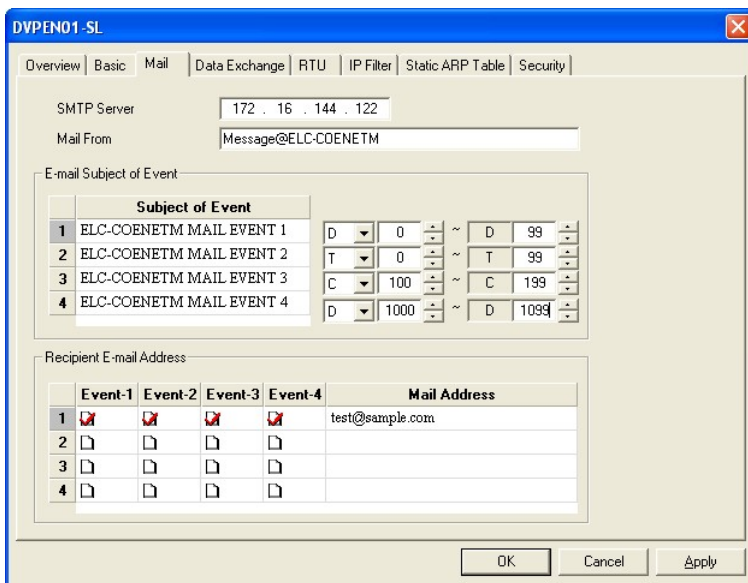 DVPEN01-SL
Overview Basic Mail Data Exchange RTU IP Filter Static ARP Table Security
SMTP Server 172 . 16 . 144 . 122
Mail From Message@ELC-COENETM
E-mail Subject of Event
Subject of Event
1 ELC-COENETM MAIL EVENT 1 D 0 ~ D 99
2 ELC-COENETM MAIL EVENT 2 T 0 ~ T 99
3 ELC-COENETM MAIL EVENT 3 C 100 ~ C 199
4 ELC-COENETM MAIL EVENT 4 D 1000 ~ D 1099
Recipient E-mail Address
Event-1 Event-2 Event-3 Event-4 Mail Address
1 test@sample.com
2
3
4
OK Cancel Apply